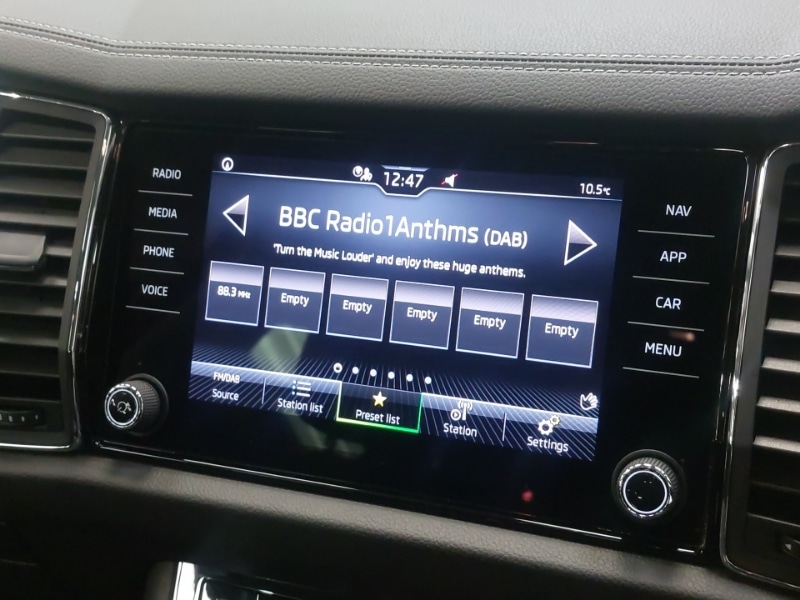 RADIO
MEDIA
PHONE
VOICE
12:47
10.5°C
BBC Radio1Anthms (DAB)
'Turn the Music Louder' and enjoy these huge anthems.
88.3 MHz
Empty
Empty
Empty
Empty
Empty
FM/DAB
Source
Station list
Preset list
Station
Settings
NAV
APP
CAR
MENU